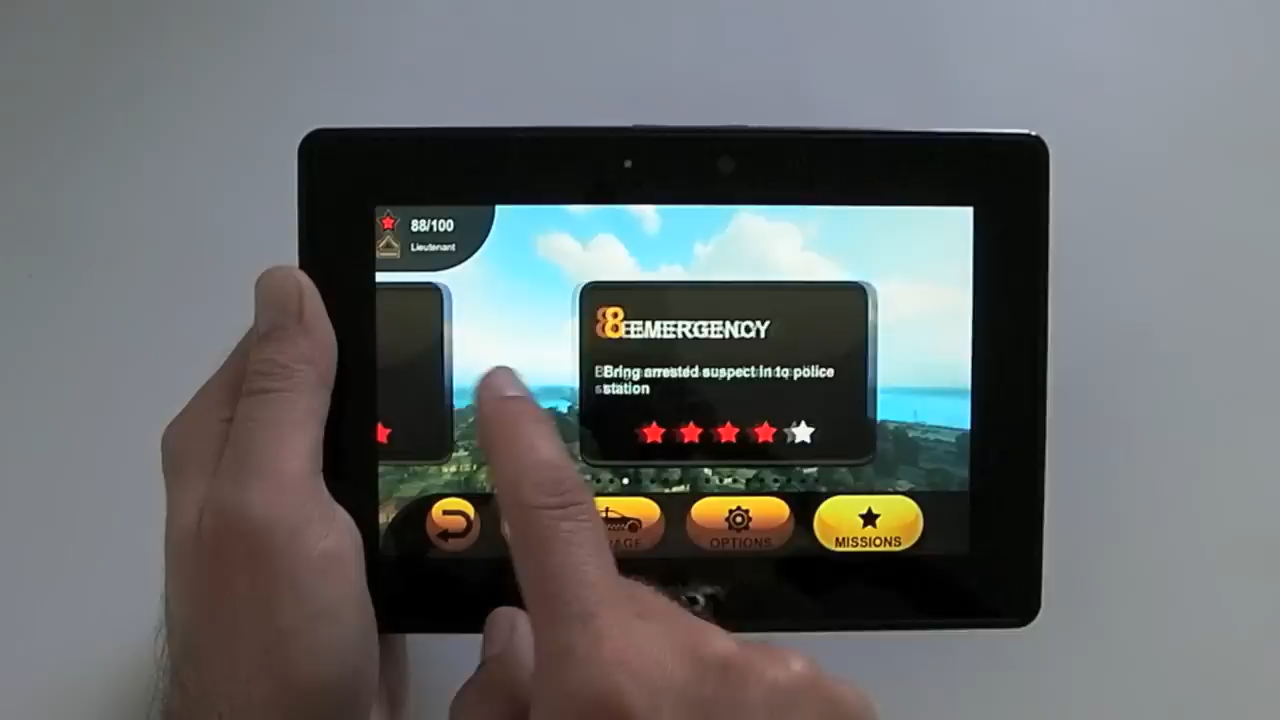 88/100
Lieutenant
8 EMERGENCY
Bring arrested suspect in to police
station
OPTIONS
MISSIONS